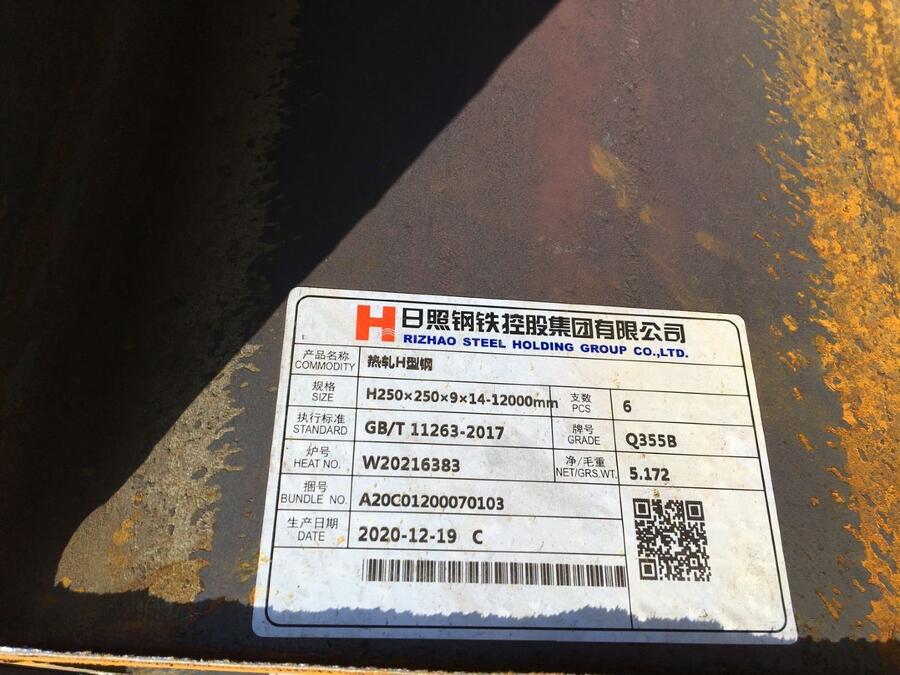 H 日照钢铁控股集团有限公司
RIZHAO STEEL HOLDING GROUP CO.,LTD.
产品名称 热轧H型钢
COMMODITY
规格 H250×250×9×14-12000mm 支数 6
SIZE PCS
执行标准 GB/T 11263-2017 牌号 Q355B
STANDARD GRADE
炉号 W20216383 净/毛重 5.172
HEAT NO. NET/GRS.WT.
捆号 A20C01200070103
BUNDLE NO.
生产日期 2020-12-19 C
DATE